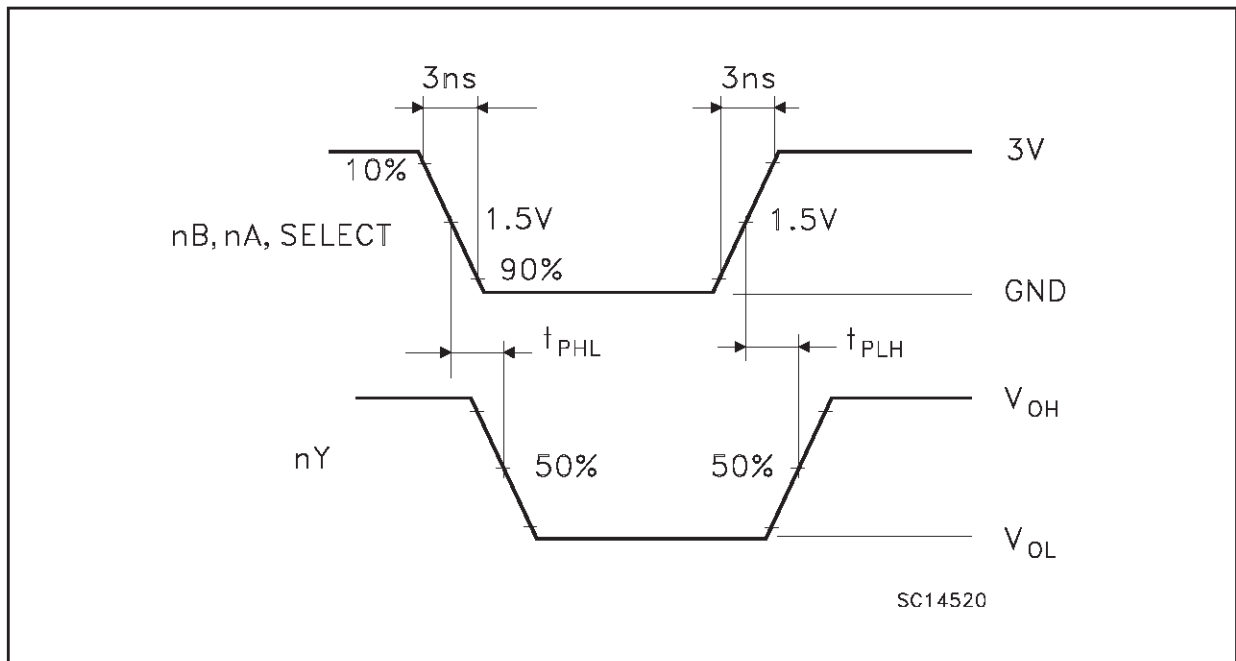 3ns 3ns
10% 3V
nB, nA, SELECT 1.5V 1.5V
90%
GND
tPHL tPLH
VOH
nY 50% 50%
VOL
SC14520